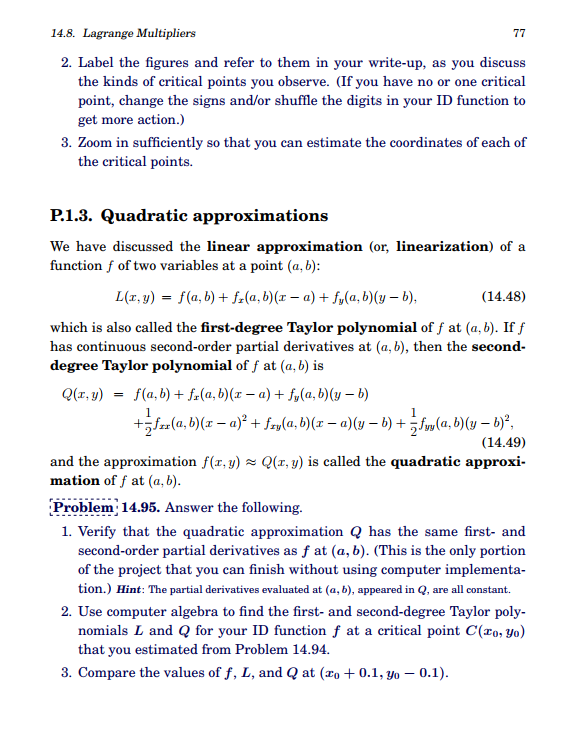 14.8. Lagrange Multipliers 77
2. Label the figures and refer to them in your write-up, as you discuss
the kinds of critical points you observe. (If you have no or one critical
point, change the signs and/or shuffle the digits in your ID function to
get more action.)
3. Zoom in sufficiently so that you can estimate the coordinates of each of
the critical points.
P.1.3. Quadratic approximations
We have discussed the linear approximation (or, linearization) of a
function f of two variables at a point (a, b):
L(x, y) = f(a, b) + f_x(a, b)(x − a) + f_y(a, b)(y − b), (14.48)
which is also called the first-degree Taylor polynomial of f at (a, b). If f
has continuous second-order partial derivatives at (a, b), then the second-
degree Taylor polynomial of f at (a, b) is
Q(x, y) = f(a, b) + f_x(a, b)(x − a) + f_y(a, b)(y − b)
+\frac{1}{2}f_{xx}(a, b)(x − a)² + f_{xy}(a, b)(x − a)(y − b) + \frac{1}{2}f_{yy}(a, b)(y − b)²,
(14.49)
and the approximation f(x, y) ≈ Q(x, y) is called the quadratic approxi-
mation of f at (a, b).
Problem 14.95. Answer the following.
1. Verify that the quadratic approximation Q has the same first- and
second-order partial derivatives as f at (a, b). (This is the only portion
of the project that you can finish without using computer implementa-
tion.) Hint: The partial derivatives evaluated at (a, b), appeared in Q, are all constant.
2. Use computer algebra to find the first- and second-degree Taylor poly-
nomials L and Q for your ID function f at a critical point C(x₀, y₀)
that you estimated from Problem 14.94.
3. Compare the values of f, L, and Q at (x₀ + 0.1, y₀ − 0.1).